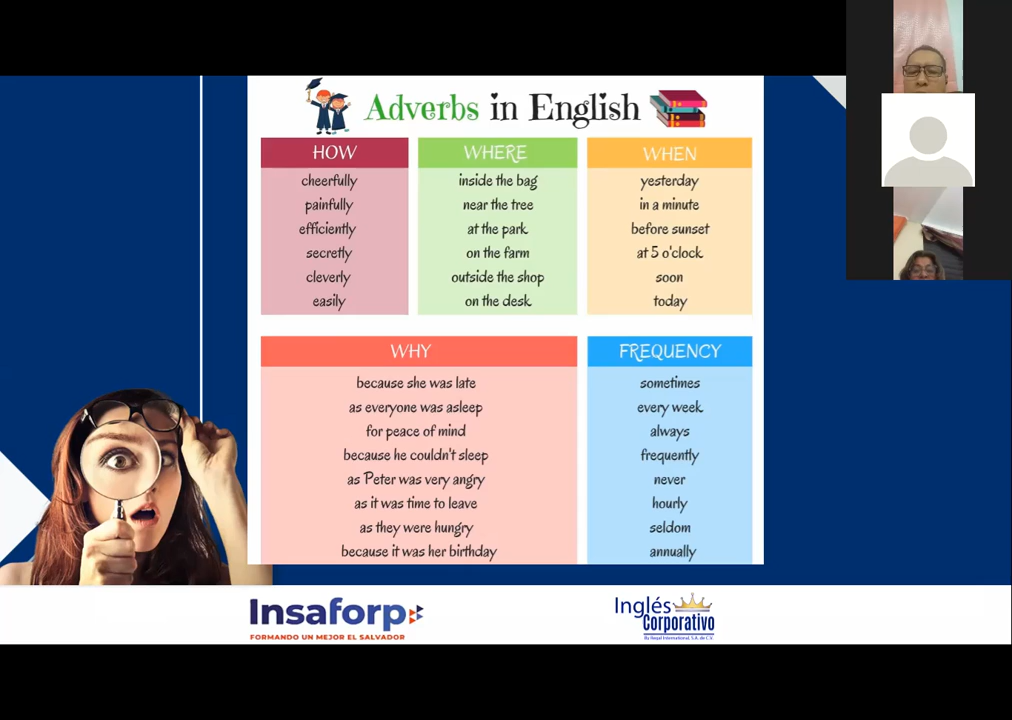 Adverbs in English
HOW
cheerfully
painfully
efficiently
secretly
cleverly
easily
WHERE
inside the bag
near the tree
at the park
on the farm
outside the shop
on the desk
WHEN
yesterday
in a minute
before sunset
at 5 o'clock
soon
today
WHY
because she was late
as everyone was asleep
for peace of mind
because he couldn't sleep
as Peter was very angry
as it was time to leave
as they were hungry
because it was her birthday
FREQUENCY
sometimes
every week
always
frequently
never
hourly
seldom
annually
Insaforp
FORMANDO UN MEJOR EL SALVADOR
Inglés
Corporativo
By Royal International, S.A. de C.V.